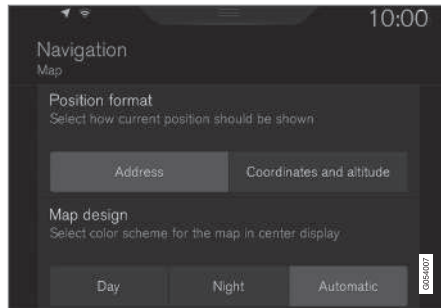 10:00
Navigation
Map
Position format
Select how current position should be shown
Address
Coordinates and altitude
Map design
Select color scheme for the map in center display
Day
Night
Automatic
G054007